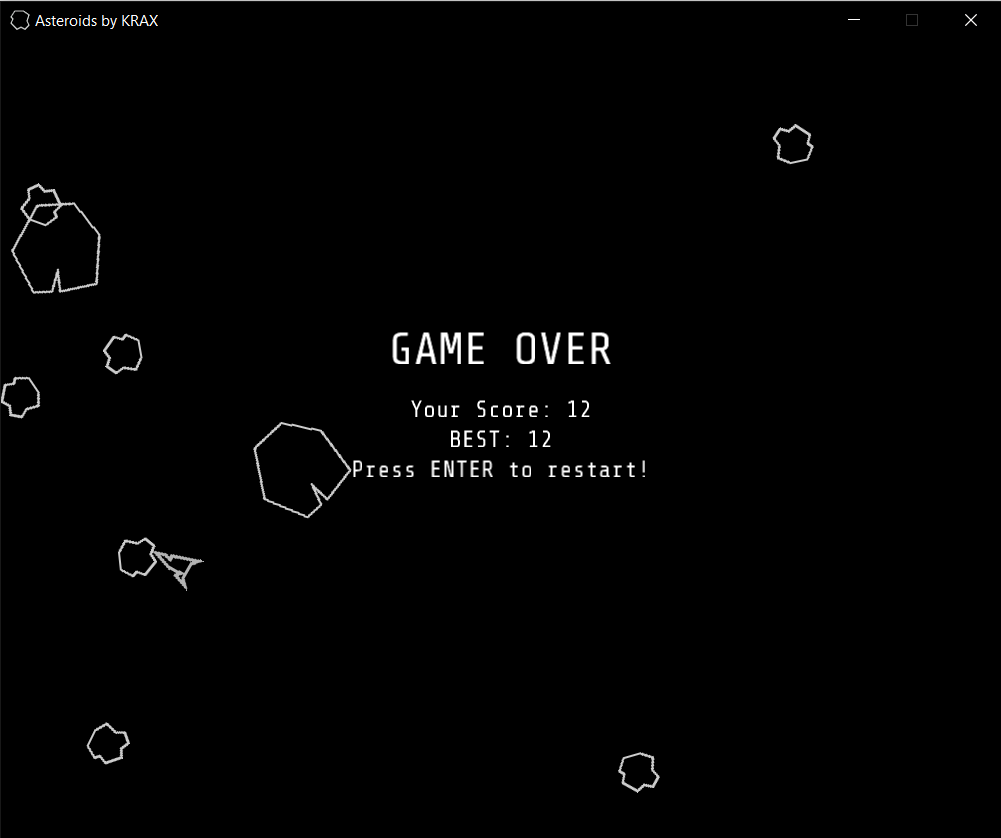 Asteroids by KRAX
GAME OVER
Your Score: 12
BEST: 12
Press ENTER to restart!